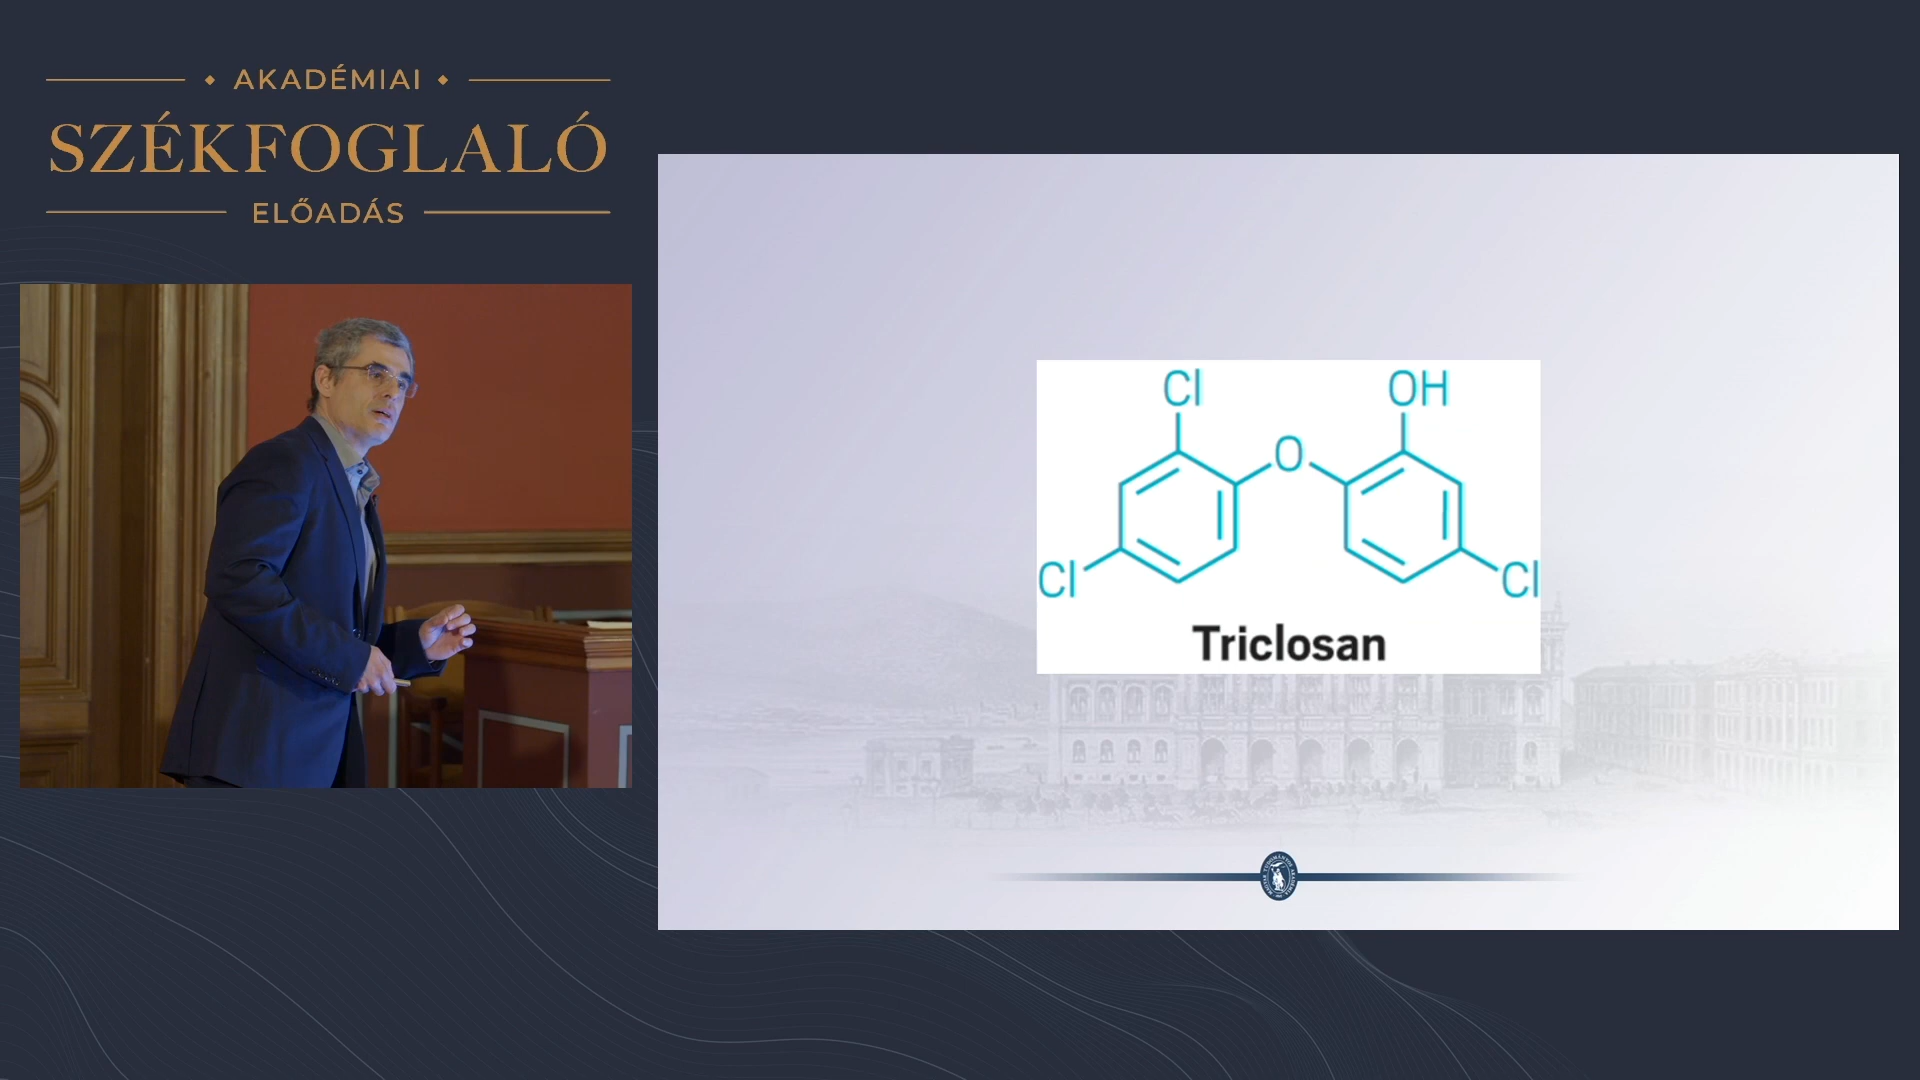 AKADÉMIAI
SZÉKFOGLALÓ
ELŐADÁS
Cl
OH
O
Cl
Cl
Triclosan